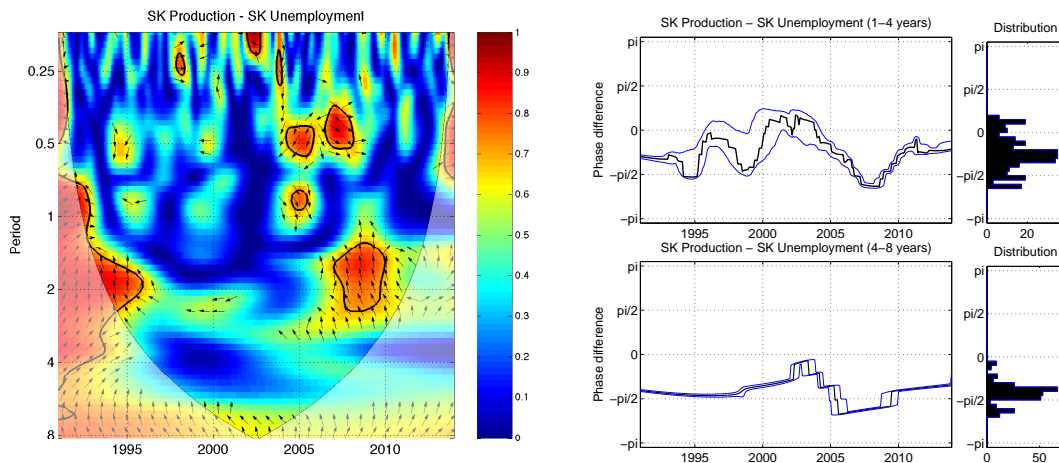 SK Production - SK Unemployment
Period
0.25
0.5
1
2
4
8
1995
2000
2005
2010
1
0.9
0.8
0.7
0.6
0.5
0.4
0.3
0.2
0.1
0
SK Production − SK Unemployment (1−4 years)
Phase difference
pi
pi/2
0
−pi/2
−pi
1995
2000
2005
2010
Distribution
pi
pi/2
0
−pi/2
−pi
0
20
SK Production − SK Unemployment (4−8 years)
Phase difference
pi
pi/2
0
−pi/2
−pi
1995
2000
2005
2010
Distribution
pi
pi/2
0
−pi/2
−pi
0
50